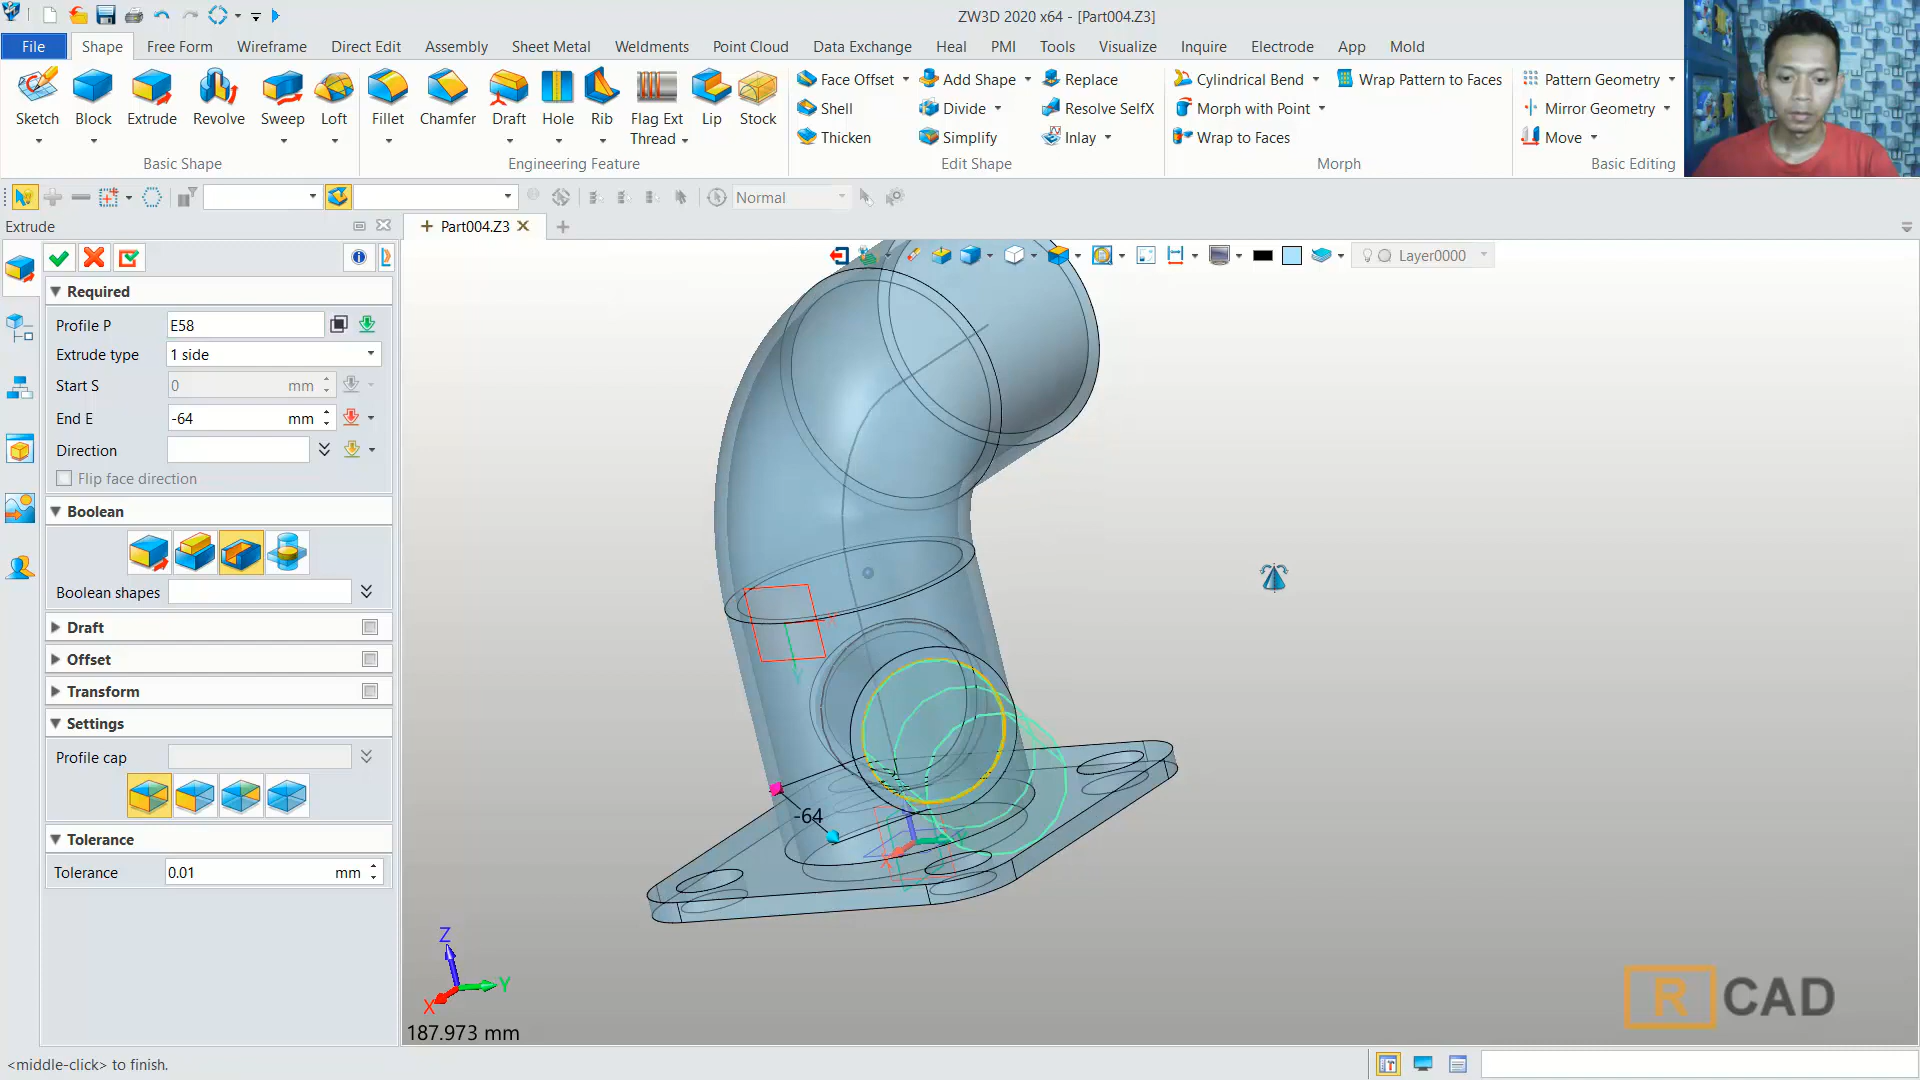 ZW3D 2020 x64 - [Part004.Z3]
File Shape Free Form Wireframe Direct Edit Assembly Sheet Metal Weldments Point Cloud Data Exchange Heal PMI Tools Visualize Inquire Electrode App Mold
Face Offset Add Shape Replace Cylindrical Bend Wrap Pattern to Faces Pattern Geometry
Shell Divide Resolve SelfX Morph with Point Mirror Geometry
Sketch Block Extrude Revolve Sweep Loft Fillet Chamfer Draft Hole Rib Flag Ext Thread Lip Stock
Thicken Simplify Inlay Wrap to Faces Move
Basic Shape Engineering Feature Edit Shape Morph Basic Editing
Normal
Extrude
Part004.Z3
Layer0000
Required
Profile P E58
Extrude type 1 side
Start S 0 mm
End E -64 mm
Direction
Flip face direction
Boolean
Boolean shapes
Draft
Offset
Transform
Settings
Profile cap
Tolerance
Tolerance 0.01 mm
-64
Y
X
Z
Y
X
187.973 mm
R CAD
<middle-click> to finish.